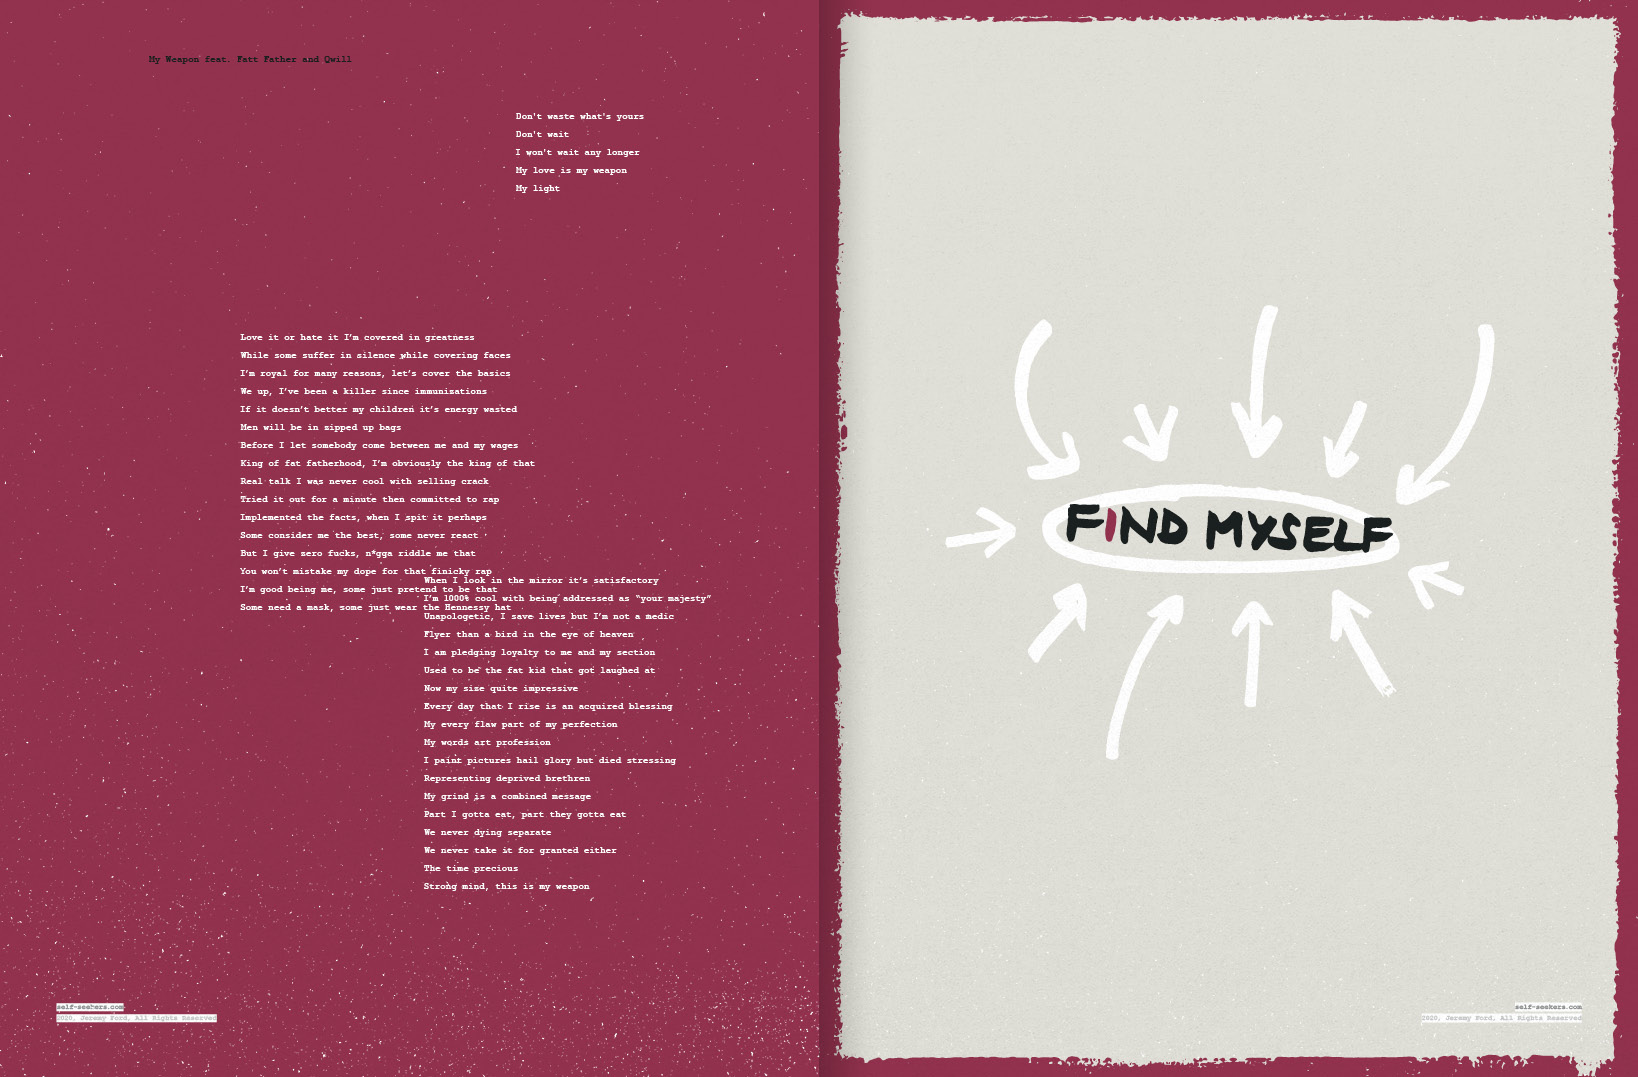 My Weapon feat. Fatt Father and Qwill
Don't waste what's yours
Don't wait
I won't wait any longer
My love is my weapon
My light
Love it or hate it I’m covered in greatness
While some suffer in silence while covering faces
I’m royal for many reasons, let’s cover the basics
We up, I’ve been a killer since immunisations
If it doesn’t better my children it’s energy wasted
Men will be in zipped up bags
Before I let somebody come between me and my wages
King of fat fatherhood, I’m obviously the king of that
Real talk I was never cool with selling crack
Tried it out for a minute then committed to rap
Implemented the facts, when I spit it perhaps
Some consider me the best, some never react
But I give zero fucks, n*gga riddle me that
You won’t mistake my dope for that finicky rap
I’m good being me, some just pretend to be that
Some need a mask, some just wear the Hennessy hat
When I look in the mirror it’s satisfactory
I’m 1000% cool with being addressed as “your majesty”
Unapologetic, I save lives but I’m not a medic
Flyer than a bird in the eye of heaven
I am pledging loyalty to me and my section
Used to be the fat kid that got laughed at
Now my size quite impressive
Every day that I rise is an acquired blessing
My every flaw part of my perfection
My words art profession
I paint pictures hail glory but died stressing
Representing deprived brethren
My grind is a combined message
Part I gotta eat, part they gotta eat
We never dying separate
We never take it for granted either
The time precious
Strong mind, this is my weapon
self-seekers.com
2020, Jeremy Ford, All Rights Reserved
FIND MYSELF
self-seekers.com
2020, Jeremy Ford, All Rights Reserved